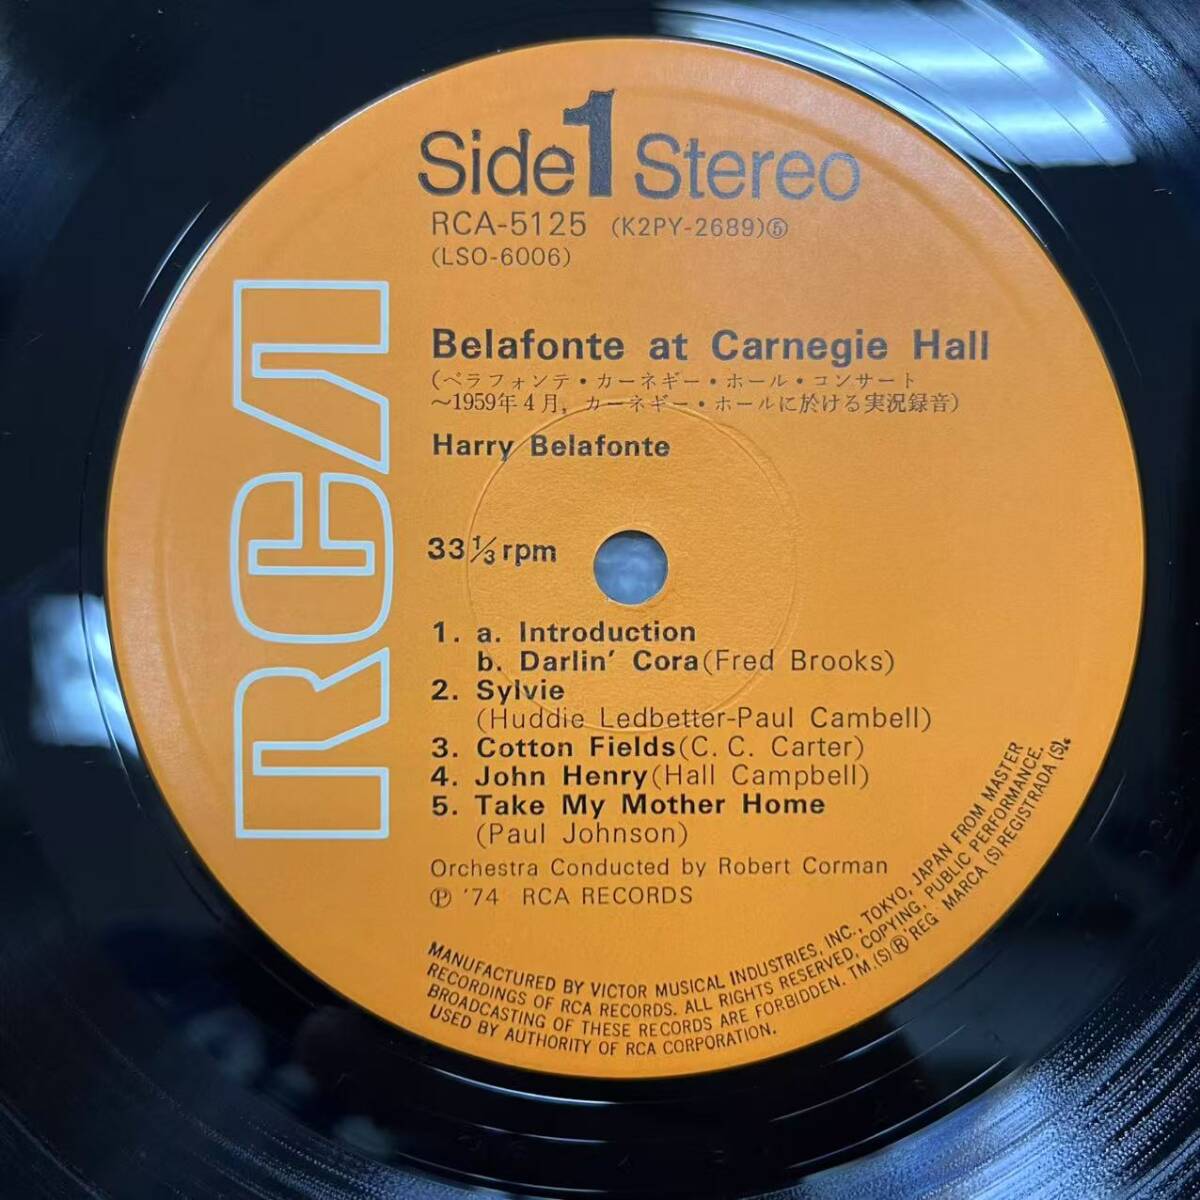 Side 1 Stereo
RCA-5125 (K2PY-2689)⑤
(LSO-6006)
RCA
Belafonte at Carnegie Hall
(ベラフォンテ・カーネギー・ホール・コンサート
～1959年4月, カーネギー・ホールに於ける実況録音)
Harry Belafonte
33 1/3 rpm
1. a. Introduction
b. Darlin' Cora (Fred Brooks)
2. Sylvie
(Huddie Ledbetter-Paul Cambell)
3. Cotton Fields (C. C. Carter)
4. John Henry (Hall Campbell)
5. Take My Mother Home
(Paul Johnson)
Orchestra Conducted by Robert Corman
℗ '74 RCA RECORDS
MANUFACTURED BY VICTOR MUSICAL INDUSTRIES, INC., TOKYO, JAPAN FROM MASTER
RECORDINGS OF RCA RECORDS. ALL RIGHTS RESERVED, COPYING, PUBLIC PERFORMANCE,
BROADCASTING OF THESE RECORDS ARE FORBIDDEN. TM.(S)® REG MARCA (S) REGISTRADA (S).
USED BY AUTHORITY OF RCA CORPORATION.